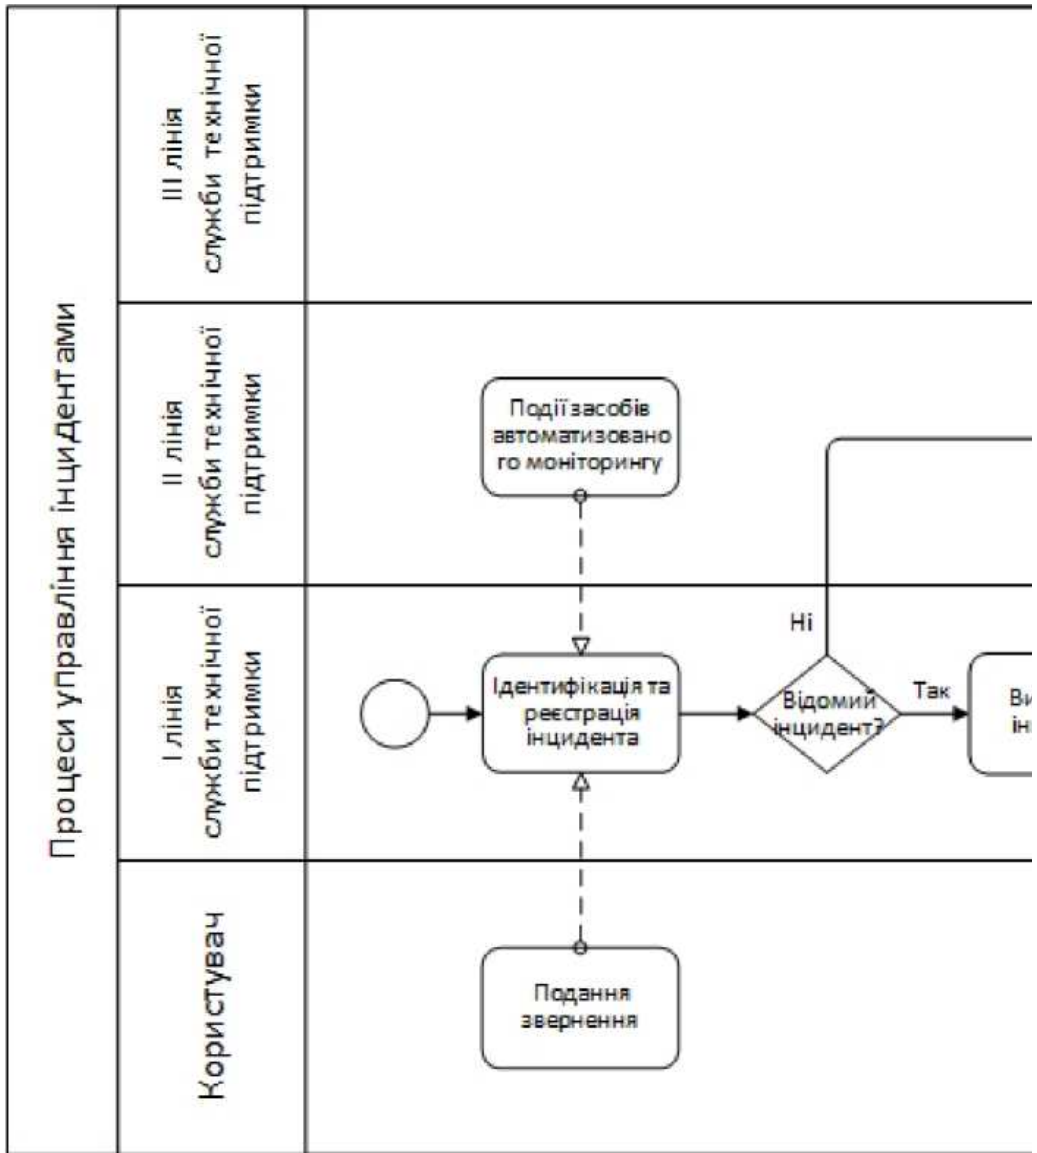 Процеси управління інцидентами
III лінія
служби технічної
підтримки
II лінія
служби технічної
підтримки
Події засобів
автоматизовано
го моніторингу
I лінія
служби технічної
підтримки
Ідентифікація та
реєстрація
інцидента
Ні
Відомий
інцидент?
Так
Користувач
Подання
звернення